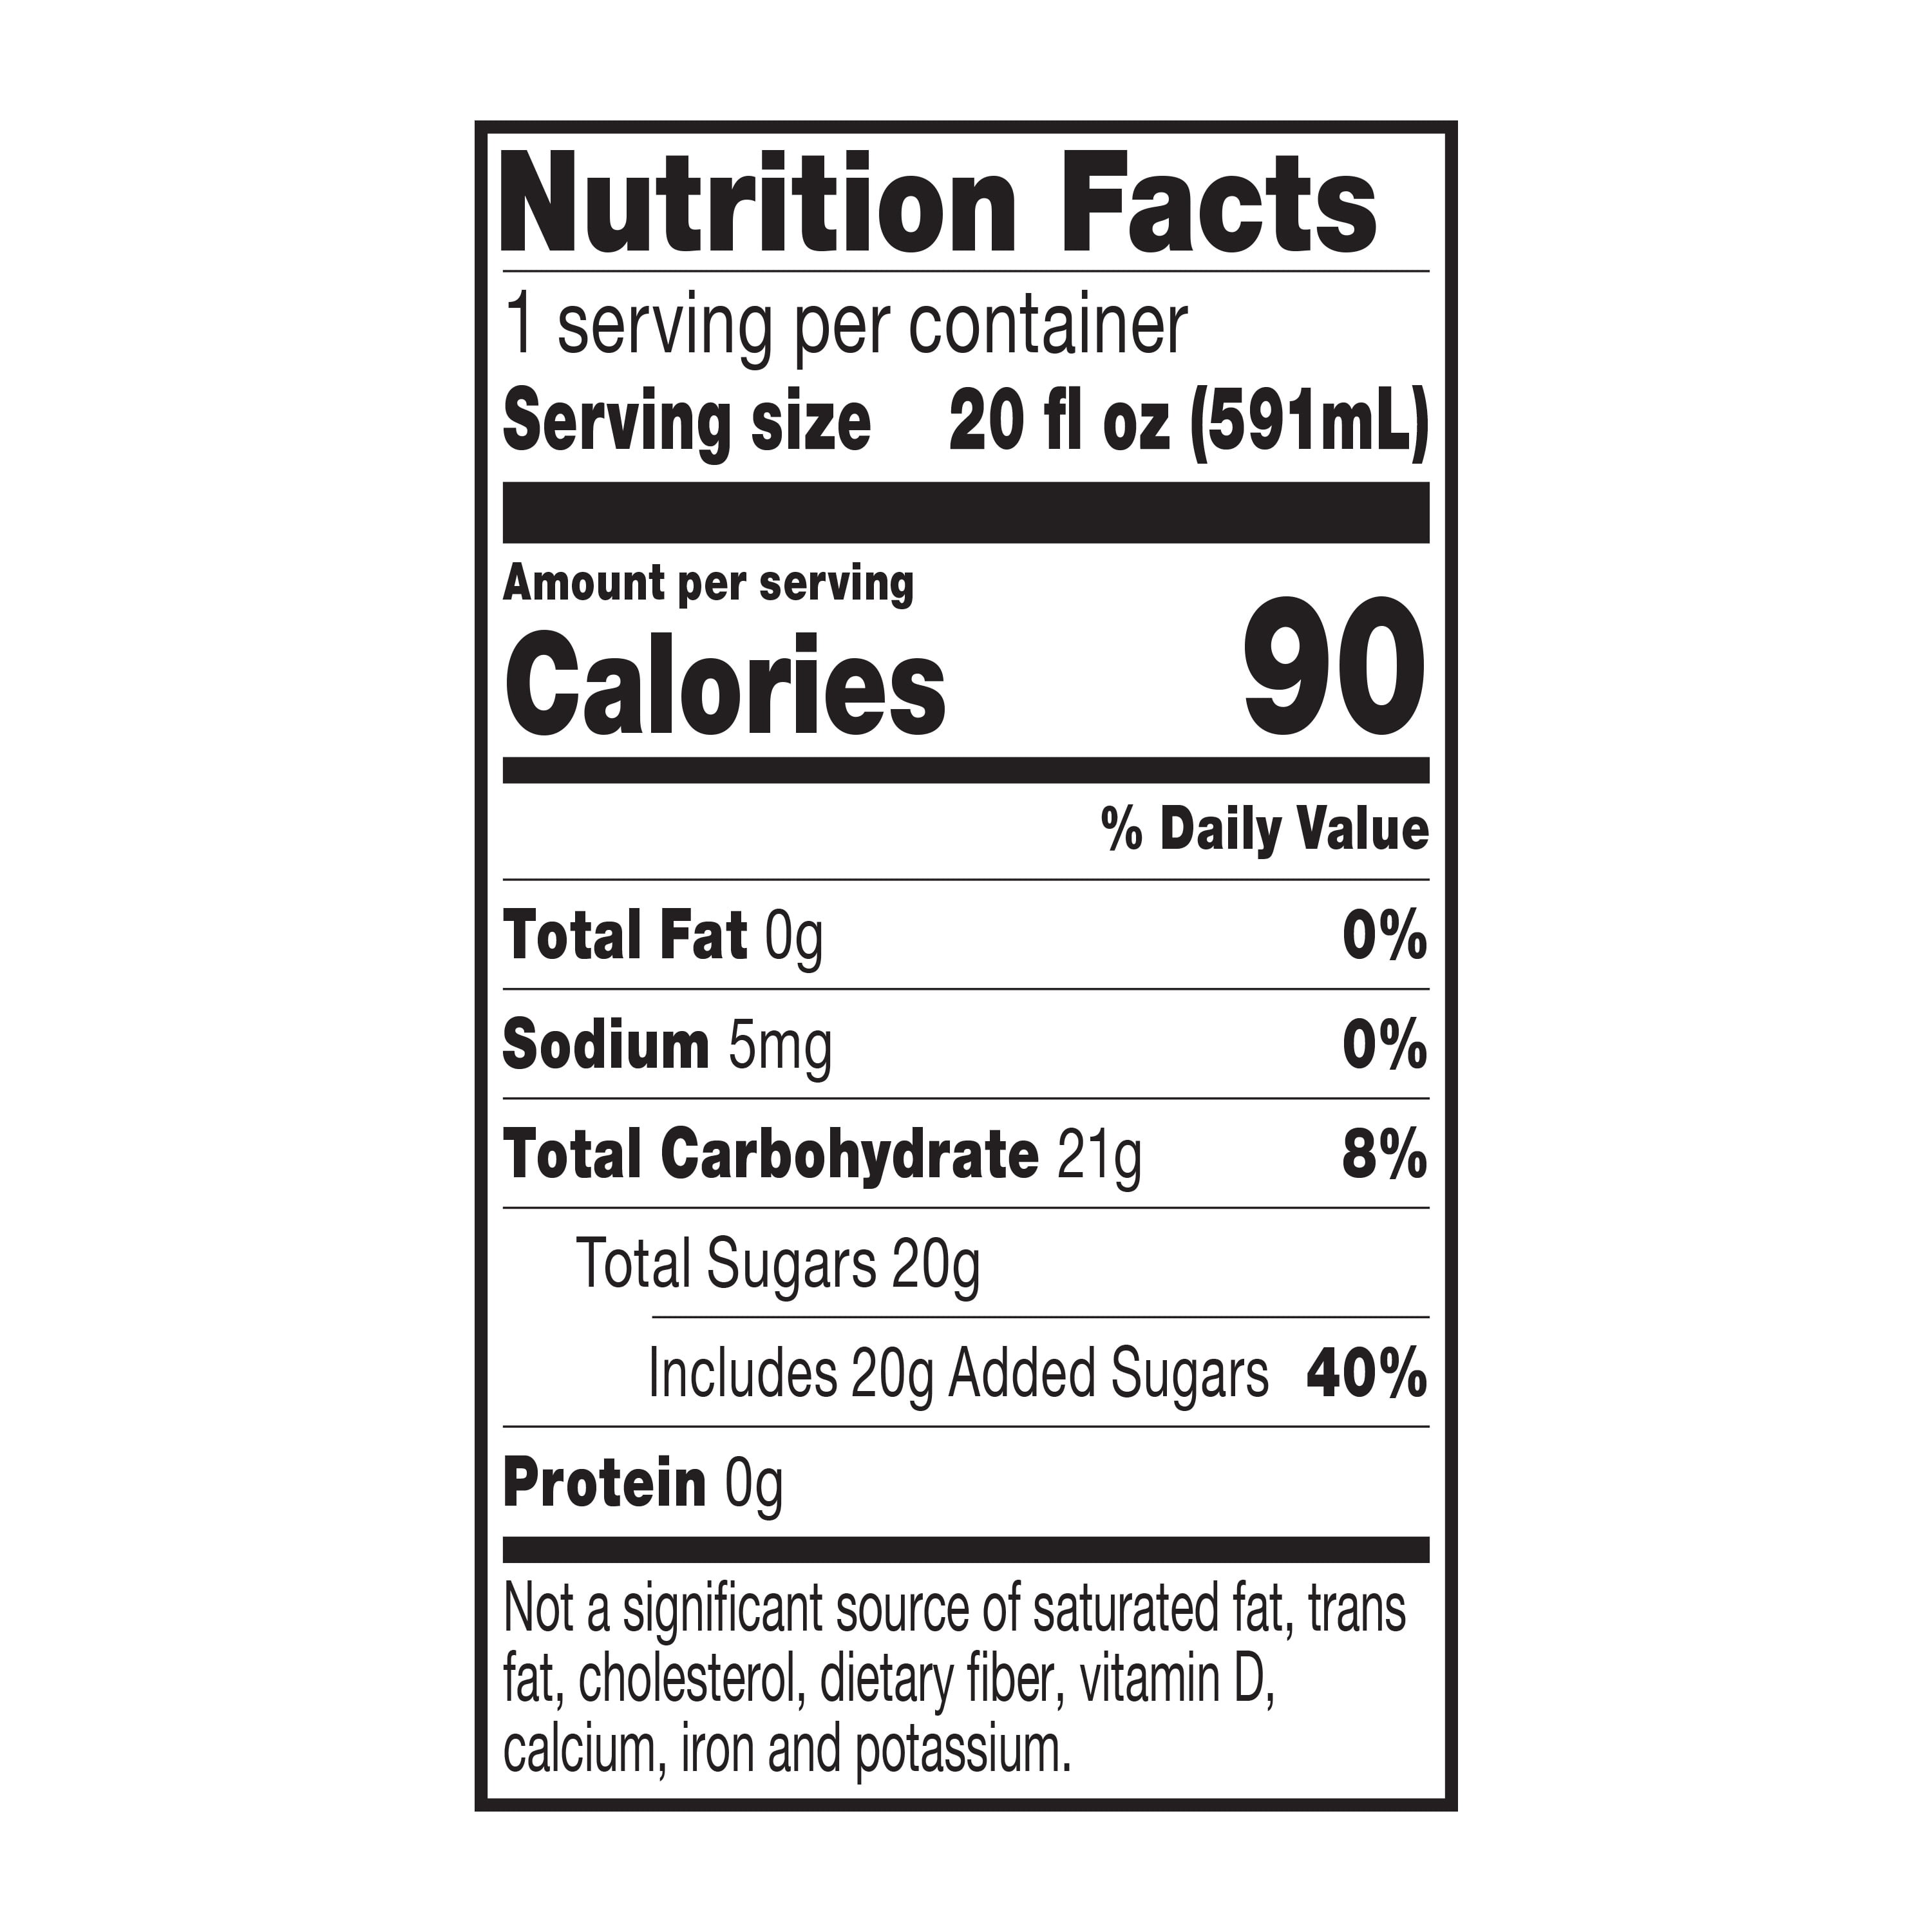 Nutrition Facts
1 serving per container
Serving size 20 fl oz (591mL)
Amount per serving
Calories 90
% Daily Value
Total Fat 0g 0%
Sodium 5mg 0%
Total Carbohydrate 21g 8%
Total Sugars 20g
Includes 20g Added Sugars 40%
Protein 0g
Not a significant source of saturated fat, trans
fat, cholesterol, dietary fiber, vitamin D,
calcium, iron and potassium.